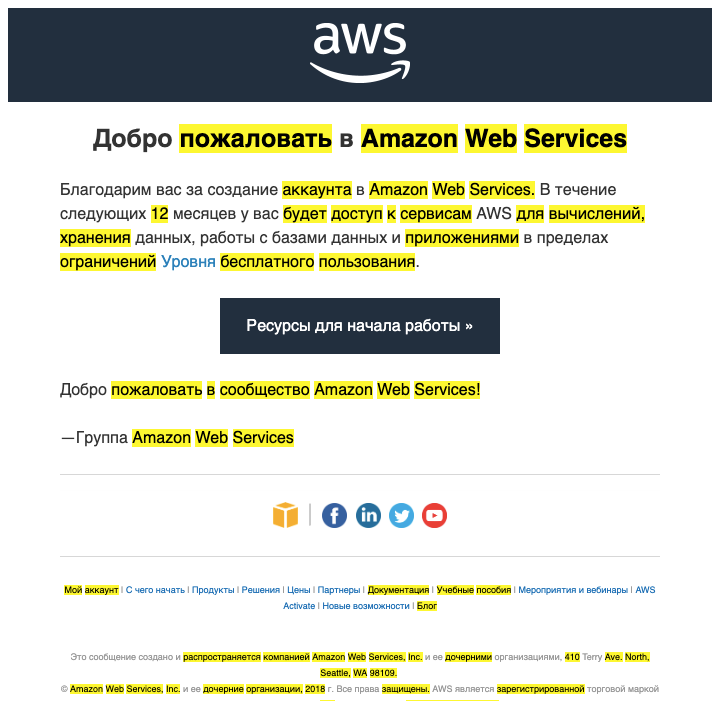 aws
Добро пожаловать в Amazon Web Services
Благодарим вас за создание аккаунта в Amazon Web Services. В течение
следующих 12 месяцев у вас будет доступ к сервисам AWS для вычислений,
хранения данных, работы с базами данных и приложениями в пределах
ограничений Уровня бесплатного пользования.
Ресурсы для начала работы »
Добро пожаловать в сообщество Amazon Web Services!
—Группа Amazon Web Services
Мой аккаунт | С чего начать | Продукты | Решения | Цены | Партнеры | Документация | Учебные пособия | Мероприятия и вебинары | AWS
Activate | Новые возможности | Блог
Это сообщение создано и распространяется компанией Amazon Web Services, Inc. и ее дочерними организациями, 410 Terry Ave. North,
Seattle, WA 98109.
© Amazon Web Services, Inc. и ее дочерние организации, 2018 г. Все права защищены. AWS является зарегистрированной торговой маркой